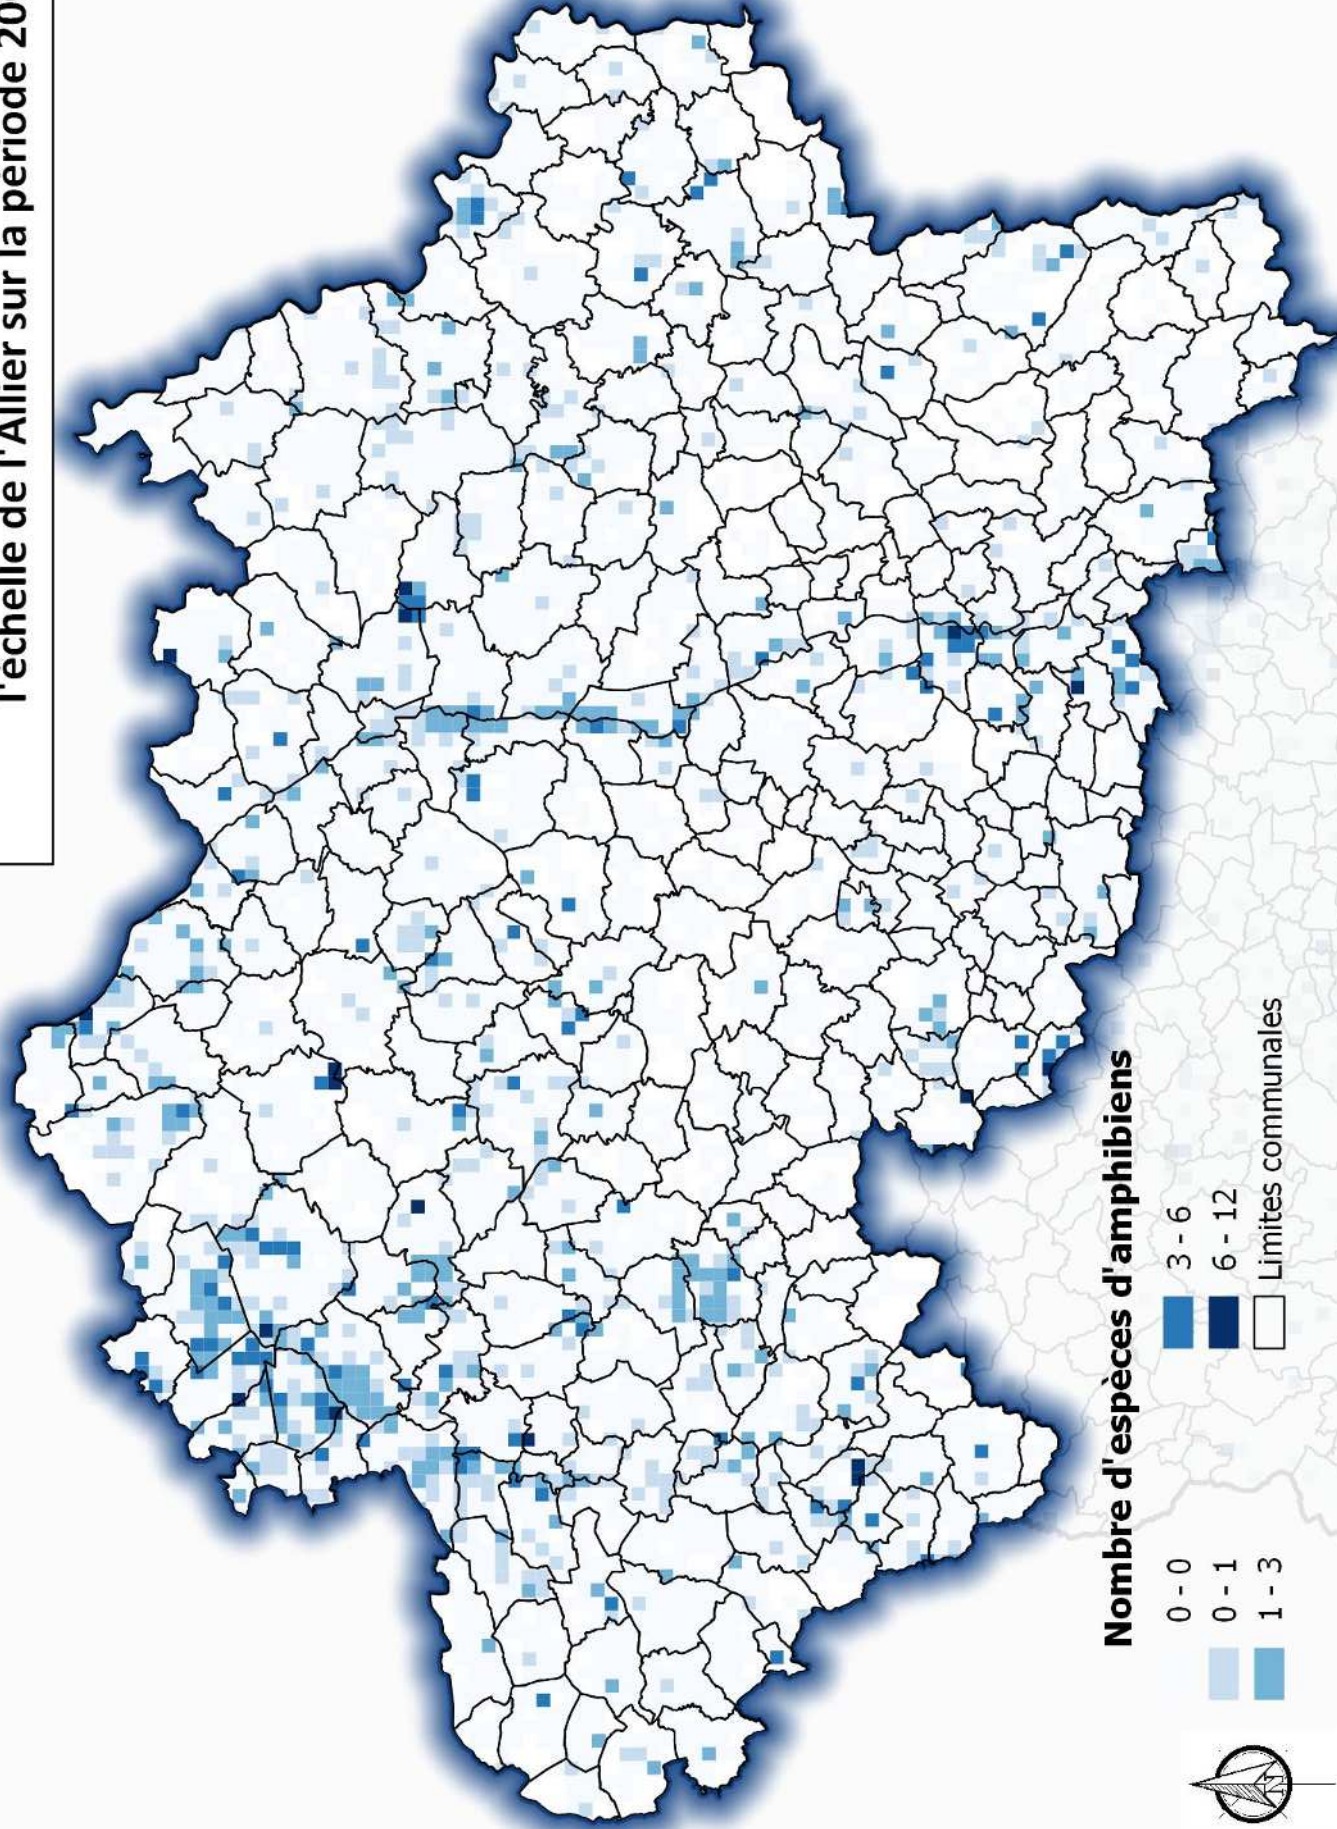 l'échelle de l'Allier sur la période 20
Nombre d'espèces d'amphibiens
0 - 0
0 - 1
1 - 3
3 - 6
6 - 12
Limites communales
N